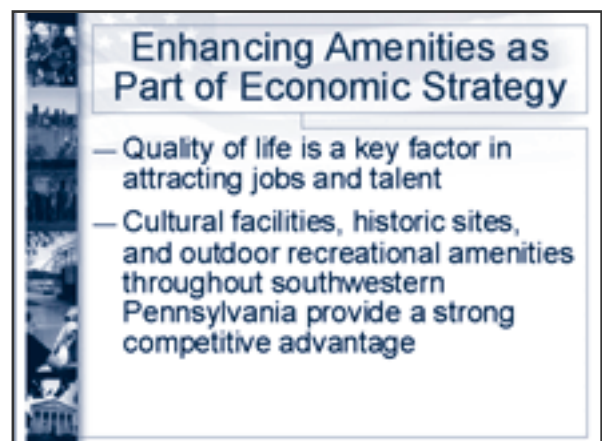 Enhancing Amenities as
Part of Economic Strategy
— Quality of life is a key factor in
attracting jobs and talent
— Cultural facilities, historic sites,
and outdoor recreational amenities
throughout southwestern
Pennsylvania provide a strong
competitive advantage